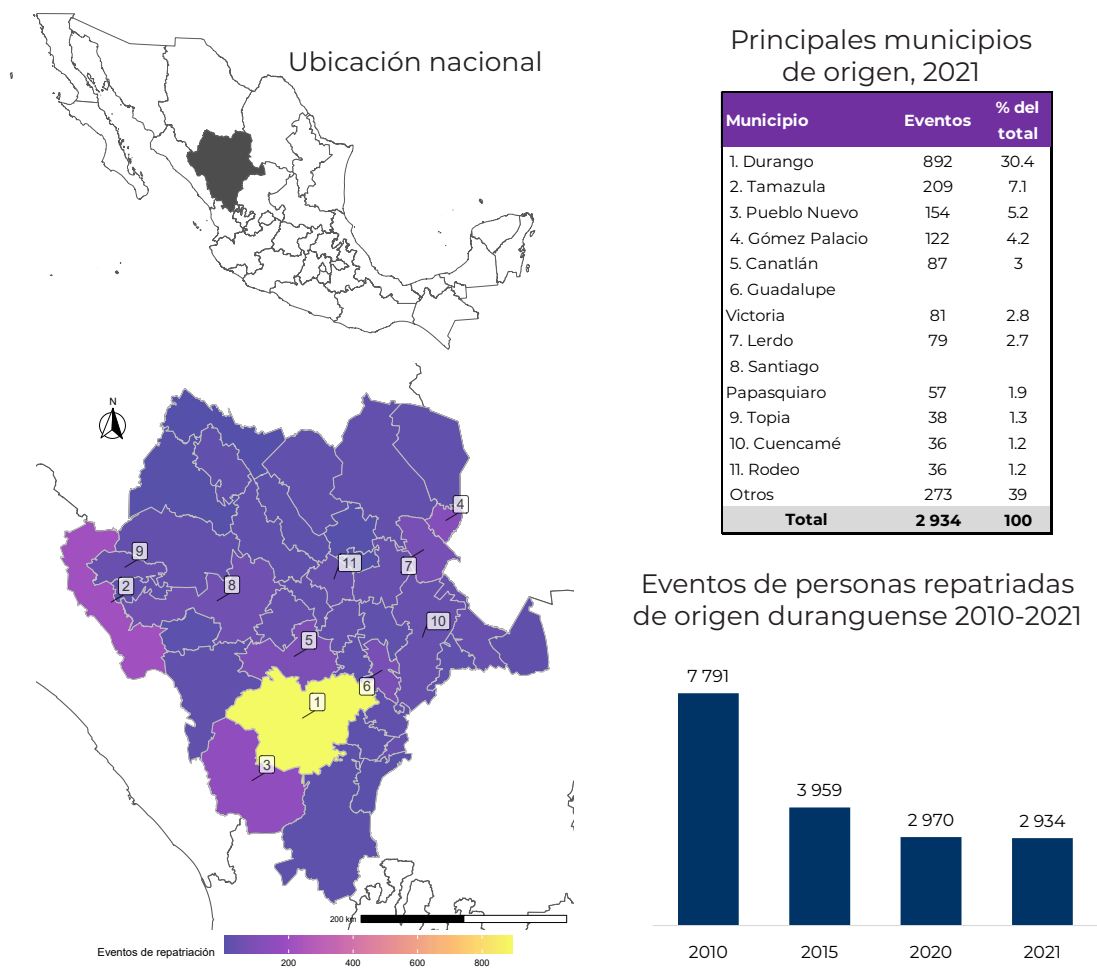 Ubicación nacional
Principales municipios
de origen, 2021
Municipio Eventos % del
total
1. Durango 892 30.4
2. Tamazula 209 7.1
3. Pueblo Nuevo 154 5.2
4. Gómez Palacio 122 4.2
5. Canatlán 87 3
6. Guadalupe
Victoria 81 2.8
7. Lerdo 79 2.7
8. Santiago
Papasquiaro 57 1.9
9. Topia 38 1.3
10. Cuencamé 36 1.2
11. Rodeo 36 1.2
Otros 273 39
Total 2 934 100
N
4
9
11
7
2
8
10
5
6
1
3
200 km
Eventos de repatriación
200 400 600 800
Eventos de personas repatriadas
de origen duranguense 2010-2021
7 791
3 959
2 970
2 934
2010 2015 2020 2021